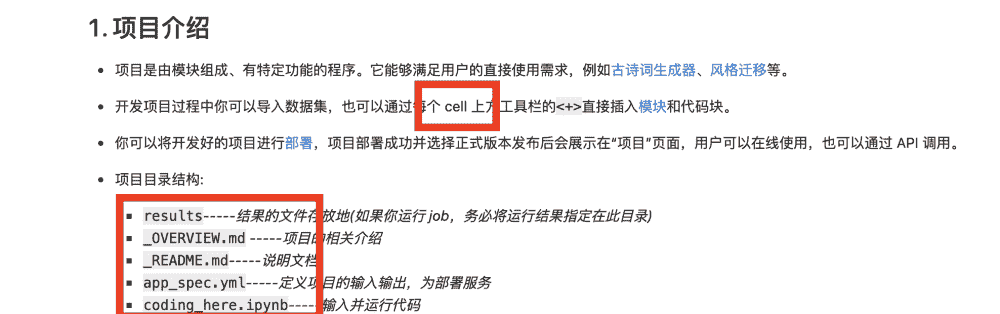 1. 项目介绍
项目是由模块组成、有特定功能的程序。它能够满足用户的直接使用需求，例如古诗词生成器、风格迁移等。
开发项目过程中你可以导入数据集，也可以通过每个 cell 上方工具栏的<+>直接插入模块和代码块。
你可以将开发好的项目进行部署，项目部署成功并选择正式版本发布后会展示在“项目”页面，用户可以在线使用，也可以通过 API 调用。
项目目录结构:
results-----结果的文件存放地(如果你运行 job，务必将运行结果指定在此目录)
_OVERVIEW.md -----项目的相关介绍
_README.md-----说明文档
app_spec.yml-----定义项目的输入输出，为部署服务
coding_here.ipynb-----输入并运行代码